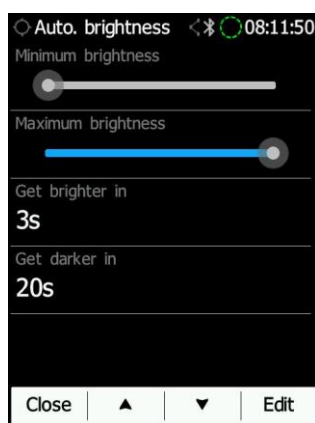 Auto. brightness 08:11:50
Minimum brightness
Maximum brightness
Get brighter in
3s
Get darker in
20s
Close Edit